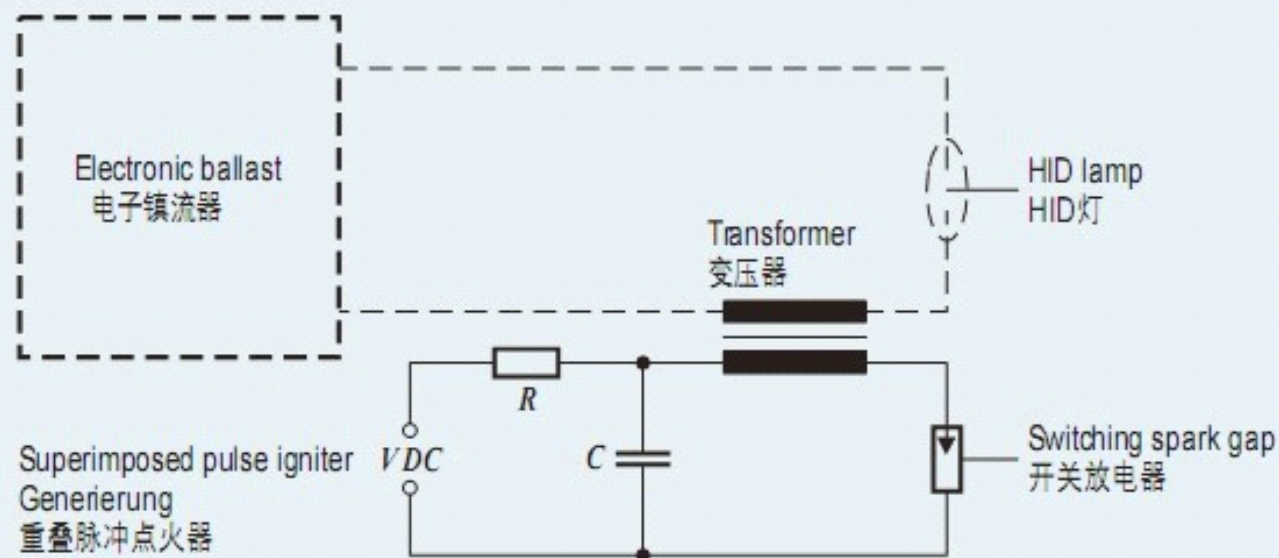 Electronic ballast
电子镇流器
HID lamp
HID灯
Transformer
变压器
R
Superimposed pulse igniter
Generierung
重叠脉冲点火器
VDC
C
Switching spark gap
开关放电器